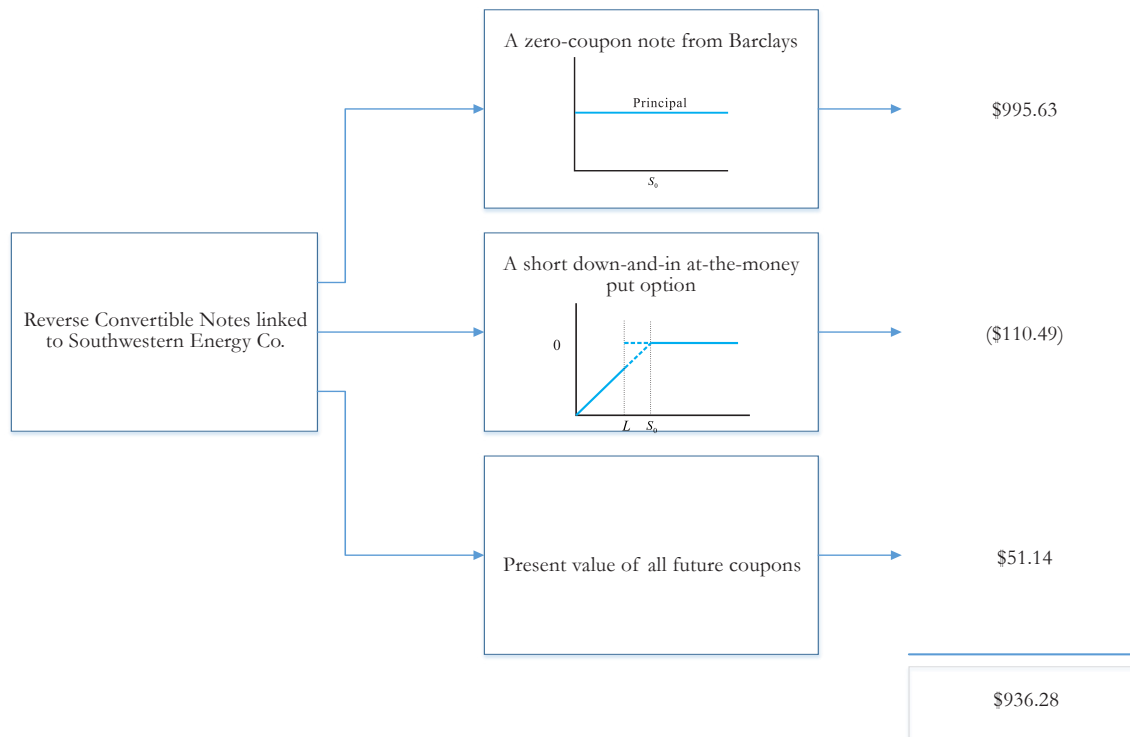 A zero-coupon note from Barclays
Principal
S₀
$995.63
Reverse Convertible Notes linked
to Southwestern Energy Co.
A short down-and-in at-the-money
put option
0
L S₀
($110.49)
Present value of all future coupons
$51.14
$936.28